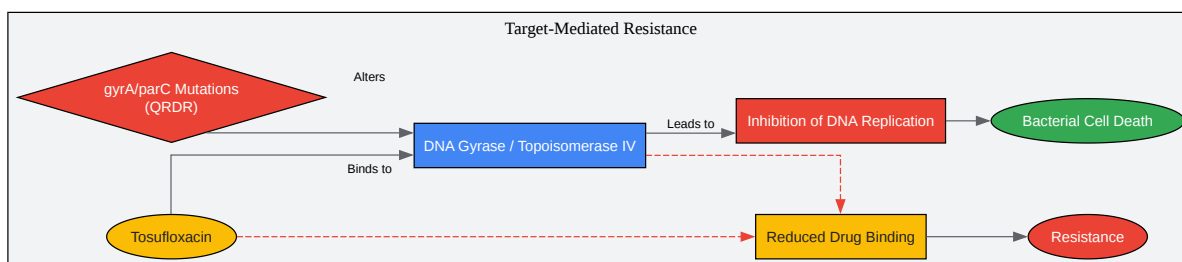 Target-Mediated Resistance
gyrA/parC Mutations
(QRDR)
Alters
DNA Gyrase / Topoisomerase IV
Leads to
Inhibition of DNA Replication
Bacterial Cell Death
Binds to
Tosufloxacin
Reduced Drug Binding
Resistance